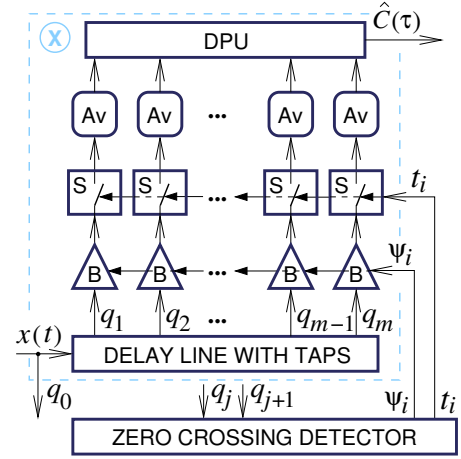 X
DPU
Ĉ(τ)
Av Av ... Av Av
S S ... S S
t_i
B B ... B B
Ψ_i
q_1 q_2 ... q_{m−1} q_m
x(t)
DELAY LINE WITH TAPS
q_0 q_j q_{j+1} Ψ_i t_i
ZERO CROSSING DETECTOR